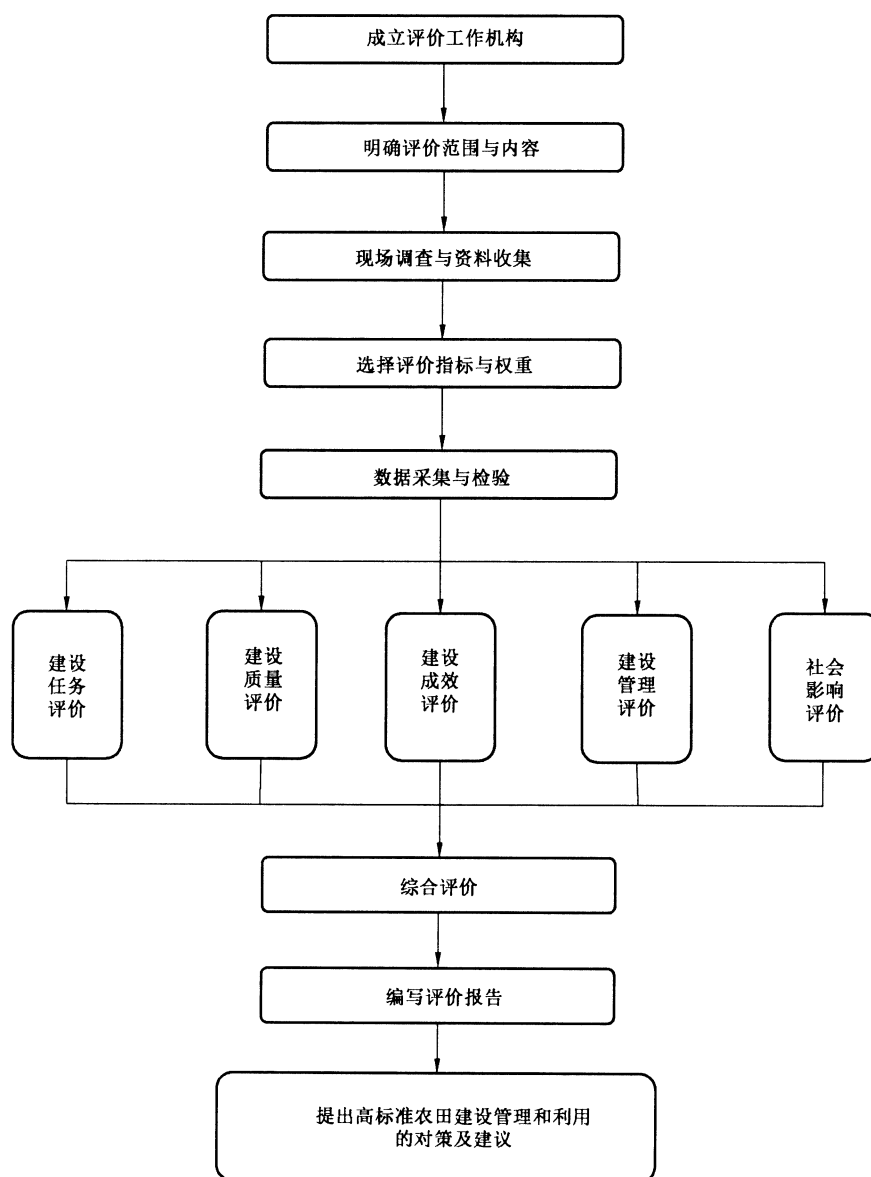 成立评价工作机构
明确评价范围与内容
现场调查与资料收集
选择评价指标与权重
数据采集与检验
建设
任务
评价
建设
质量
评价
建设
成效
评价
建设
管理
评价
社会
影响
评价
综合评价
编写评价报告
提出高标准农田建设管理和利用
的对策及建议